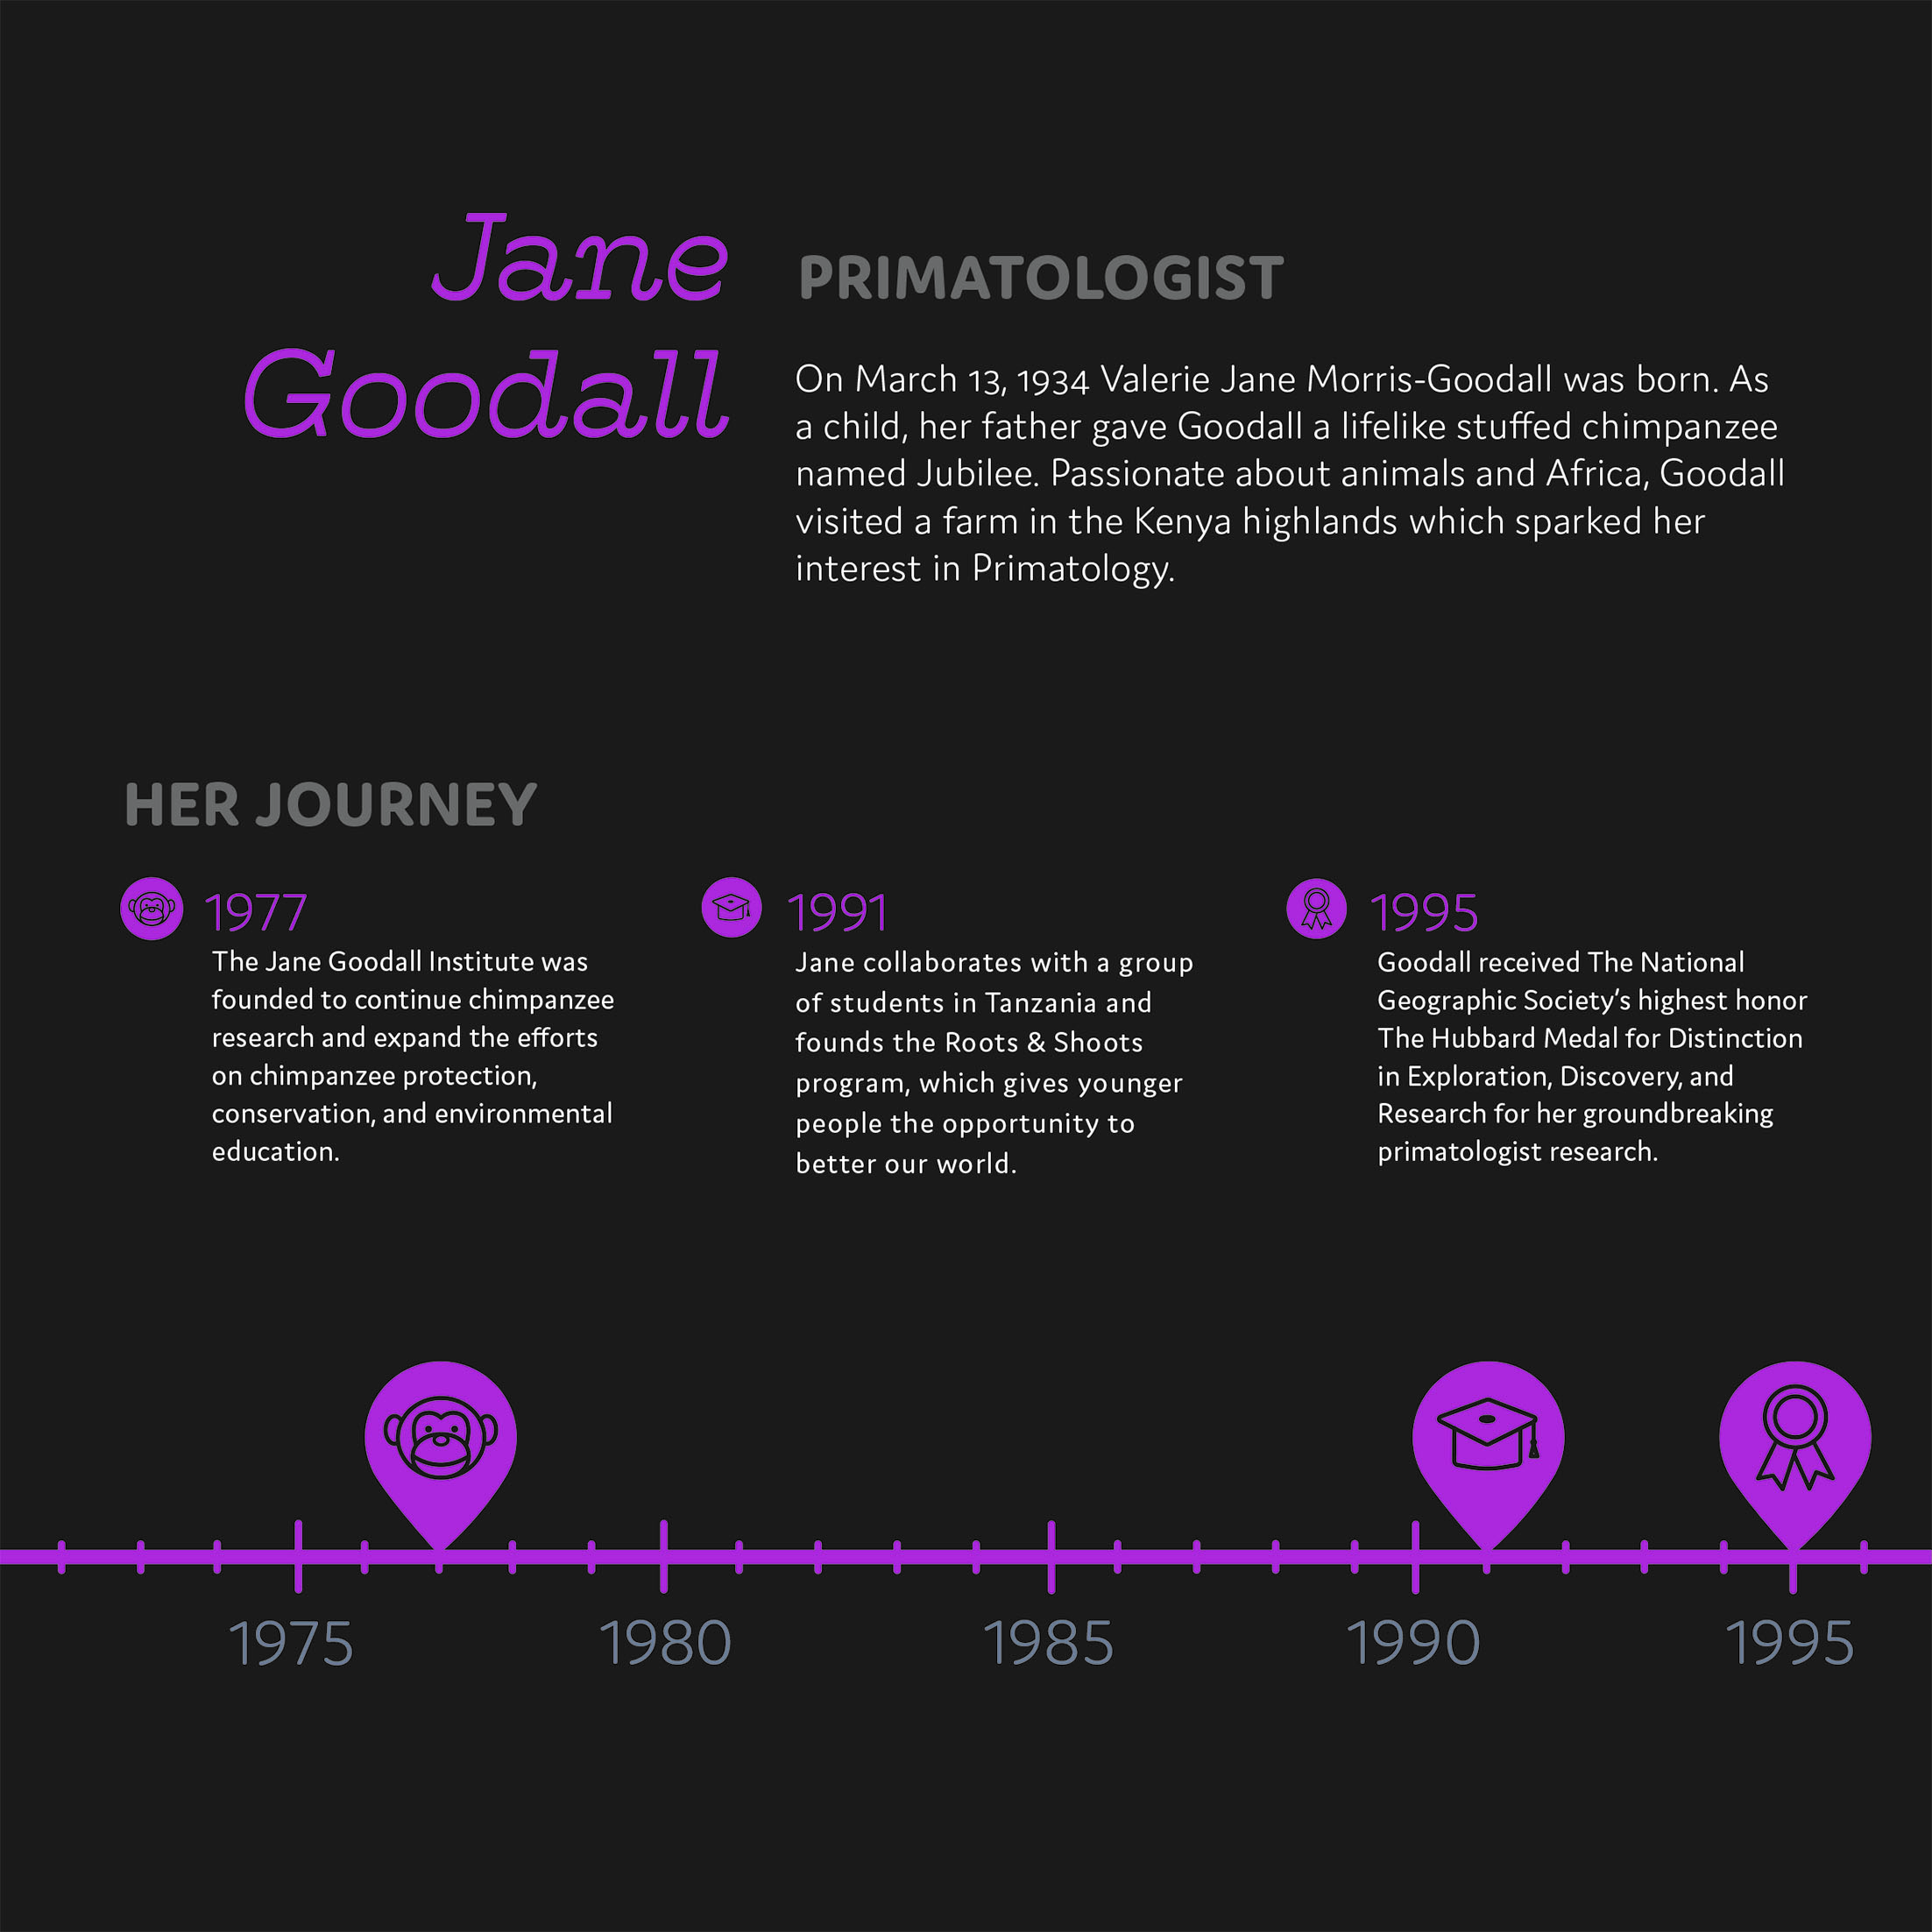 Jane
Goodall
PRIMATOLOGIST
On March 13, 1934 Valerie Jane Morris-Goodall was born. As
a child, her father gave Goodall a lifelike stuffed chimpanzee
named Jubilee. Passionate about animals and Africa, Goodall
visited a farm in the Kenya highlands which sparked her
interest in Primatology.
HER JOURNEY
1977
The Jane Goodall Institute was
founded to continue chimpanzee
research and expand the efforts
on chimpanzee protection,
conservation, and environmental
education.
1991
Jane collaborates with a group
of students in Tanzania and
founds the Roots & Shoots
program, which gives younger
people the opportunity to
better our world.
1995
Goodall received The National
Geographic Society's highest honor
The Hubbard Medal for Distinction
in Exploration, Discovery, and
Research for her groundbreaking
primatologist research.
1975
1980
1985
1990
1995